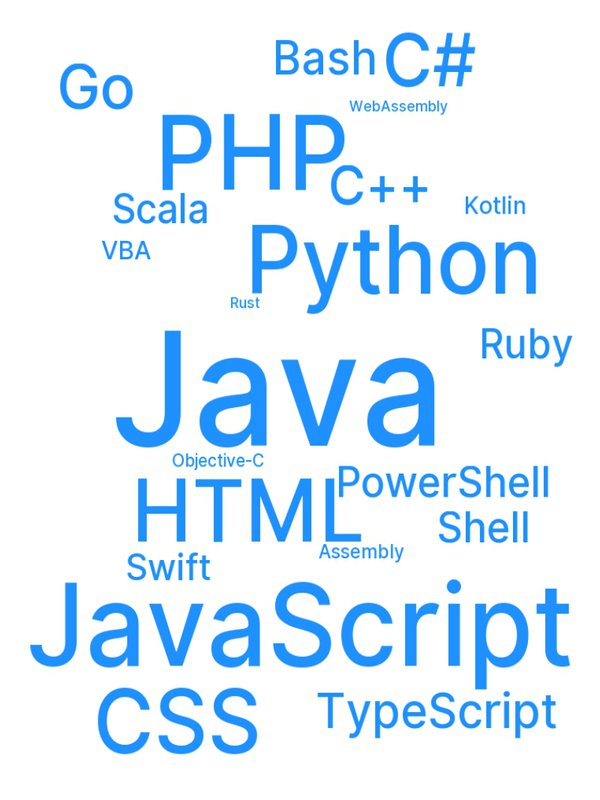 Bash C#
Go
WebAssembly
PHP
C++
Scala
Kotlin
VBA
Python
Rust
Ruby
Java
Objective-C
PowerShell
HTML
Shell
Assembly
Swift
JavaScript
CSS
TypeScript